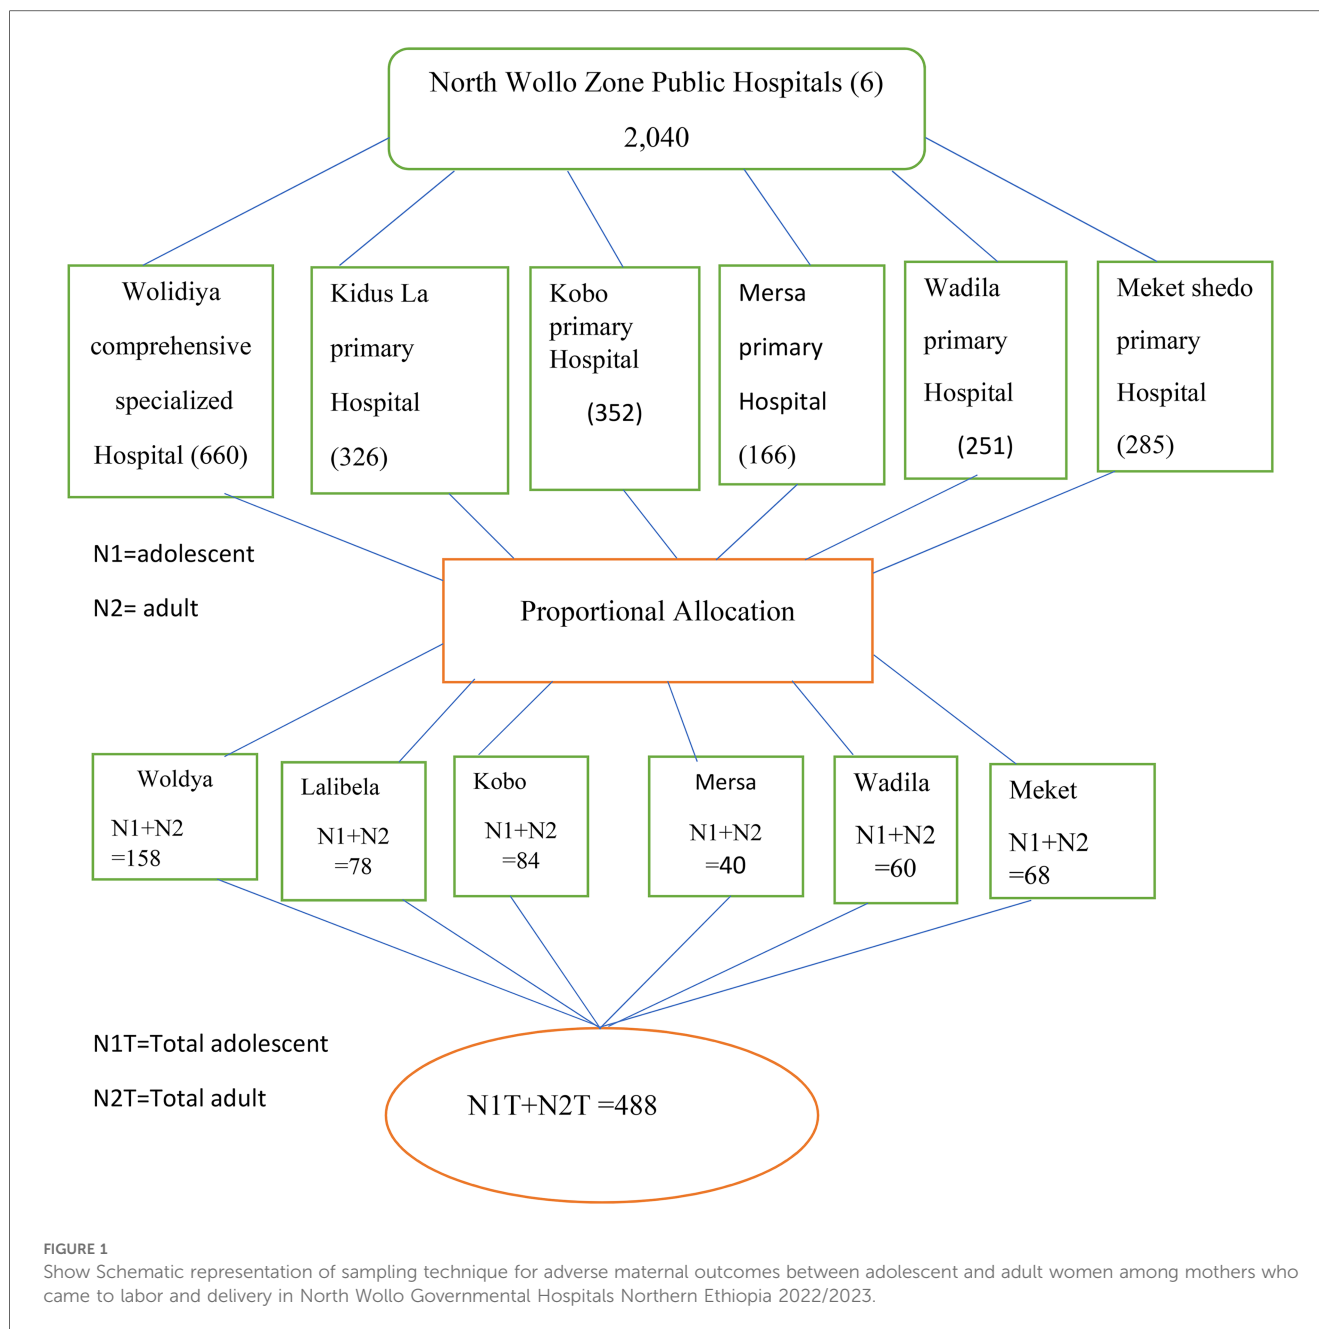 North Wollo Zone Public Hospitals (6)
2,040
Wolidiya
comprehensive
specialized
Hospital (660)
Kidus La
primary
Hospital
(326)
Kobo
primary
Hospital
(352)
Mersa
primary
Hospital
(166)
Wadila
primary
Hospital
(251)
Meket shedo
primary
Hospital
(285)
N1=adolescent
N2= adult
Proportional Allocation
Woldya
N1+N2
=158
Lalibela
N1+N2
=78
Kobo
N1+N2
=84
Mersa
N1+N2
=40
Wadila
N1+N2
=60
Meket
N1+N2
=68
N1T=Total adolescent
N2T=Total adult
N1T+N2T =488
FIGURE 1
Show Schematic representation of sampling technique for adverse maternal outcomes between adolescent and adult women among mothers who
came to labor and delivery in North Wollo Governmental Hospitals Northern Ethiopia 2022/2023.